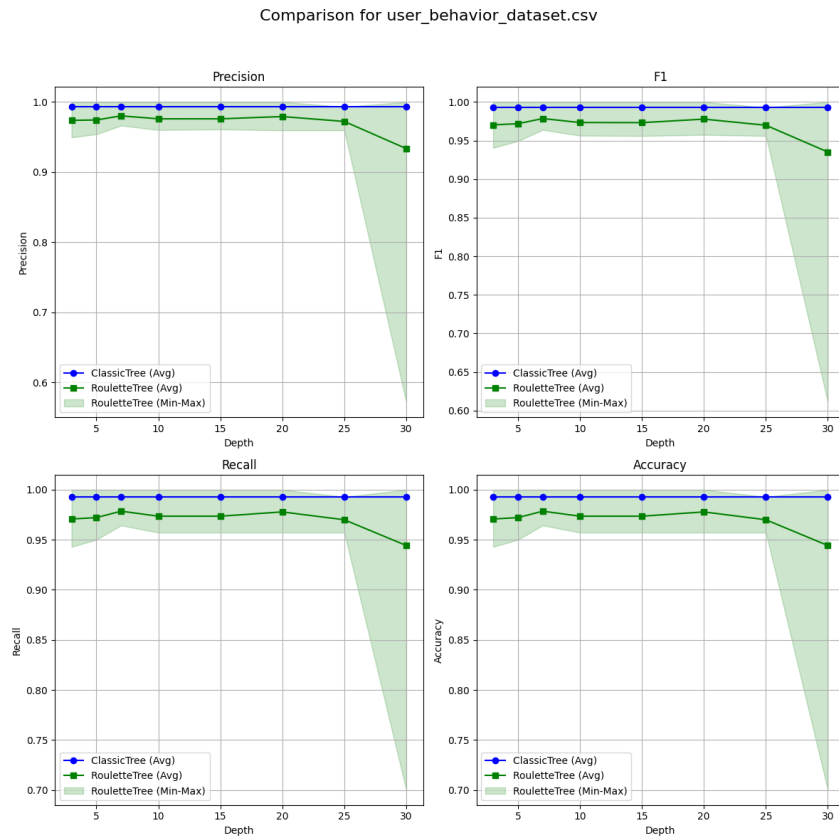 Comparison for user_behavior_dataset.csv
Precision
1.0
0.9
0.8
0.7
0.6
Precision
ClassicTree (Avg)
RouletteTree (Avg)
RouletteTree (Min-Max)
5
10
15
20
25
30
Depth
F1
1.00
0.95
0.90
0.85
0.80
0.75
0.70
0.65
0.60
F1
ClassicTree (Avg)
RouletteTree (Avg)
RouletteTree (Min-Max)
5
10
15
20
25
30
Depth
Recall
1.00
0.95
0.90
0.85
0.80
0.75
0.70
Recall
ClassicTree (Avg)
RouletteTree (Avg)
RouletteTree (Min-Max)
5
10
15
20
25
30
Depth
Accuracy
1.00
0.95
0.90
0.85
0.80
0.75
0.70
Accuracy
ClassicTree (Avg)
RouletteTree (Avg)
RouletteTree (Min-Max)
5
10
15
20
25
30
Depth